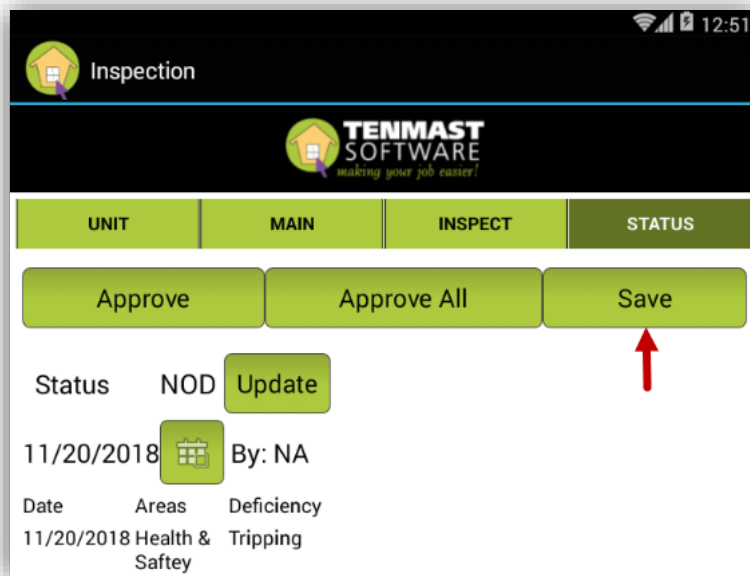 12:51
Inspection
TENMAST
SOFTWARE
making your job easier!
UNIT MAIN INSPECT STATUS
Approve Approve All Save
Status NOD Update
11/20/2018 By: NA
Date Areas Deficiency
11/20/2018 Health & Tripping
Saftey